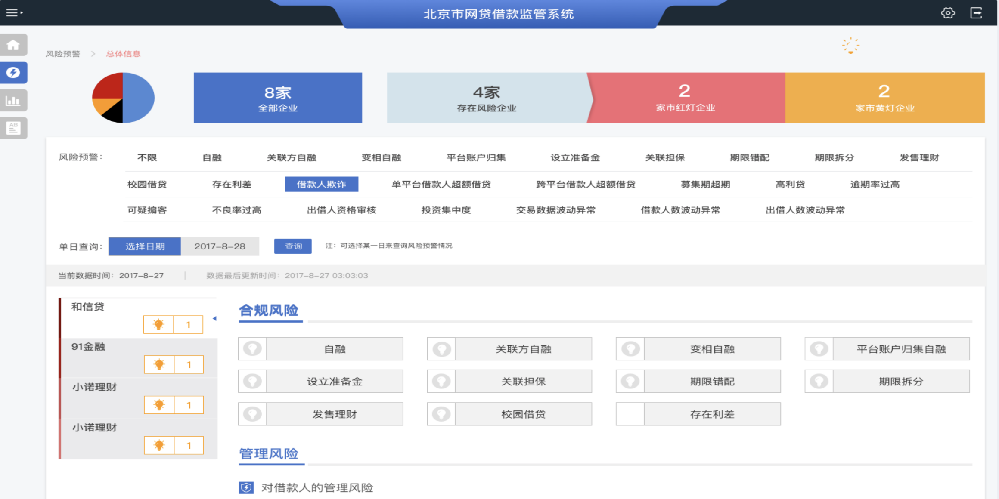 北京市网贷借款监管系统
风险预警 > 总体信息
8家
全部企业
4家
存在风险企业
2
家市红灯企业
2
家市黄灯企业
AB
风险预警： 不限 自融 关联方自融 变相自融 平台账户归集 设立准备金 关联担保 期限错配 期限拆分 发售理财
校园借贷 存在利差 借款人欺诈 单平台借款人超额借贷 跨平台借款人超额借贷 募集期超期 高利贷 逾期率过高
可疑掮客 不良率过高 出借人资格审核 投资集中度 交易数据波动异常 借款人数波动异常 出借人数波动异常
单日查询： 选择日期 2017-8-28 查询 注：可选择某一日来查询风险预警情况
当前数据时间：2017-8-27 | 数据最后更新时间：2017-8-27 03:03:03
和信贷
1
91金融
1
小诺理财
1
小诺理财
1
合规风险
自融 关联方自融 变相自融 平台账户归集自融
设立准备金 关联担保 期限错配 期限拆分
发售理财 校园借贷 存在利差
管理风险
对借款人的管理风险